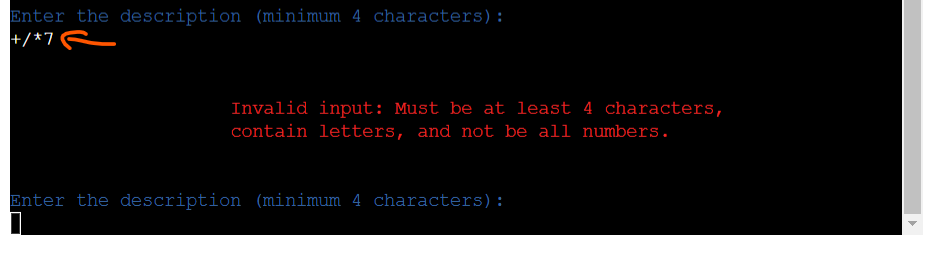 Enter the description (minimum 4 characters):
+/*7
Invalid input: Must be at least 4 characters,
contain letters, and not be all numbers.
Enter the description (minimum 4 characters):